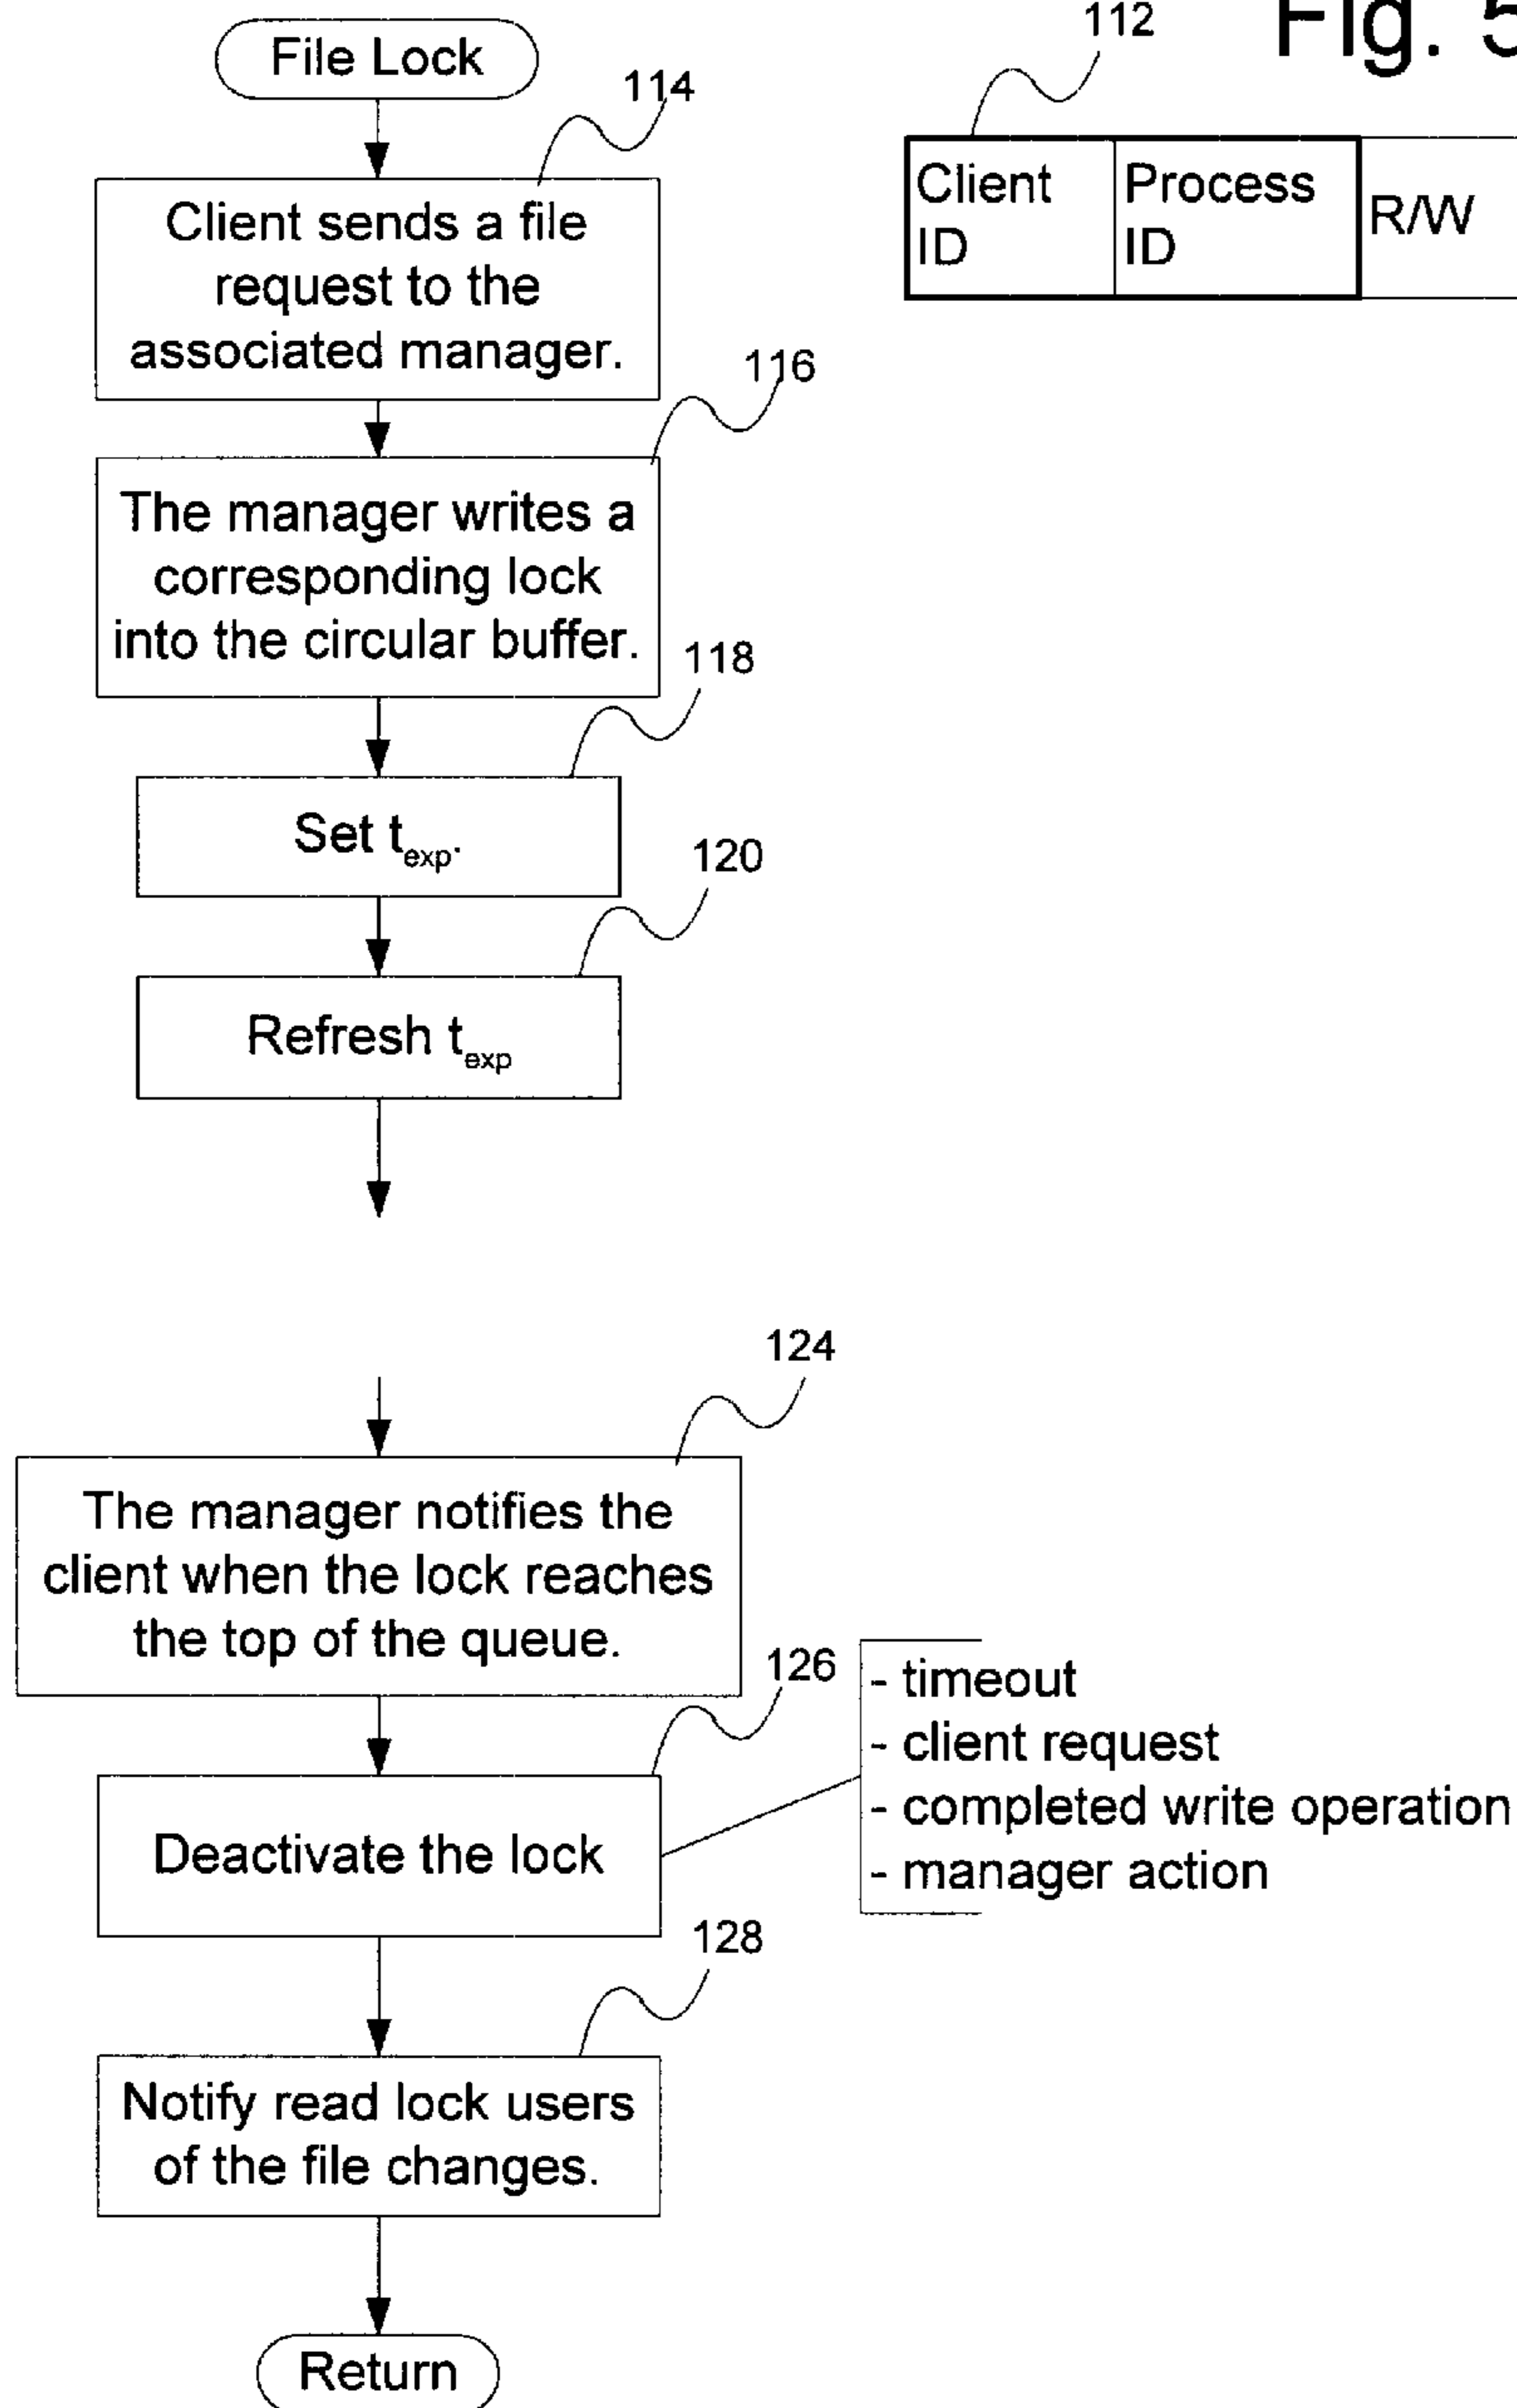 File Lock
112
Fig. 5
114
Client
ID
Process
ID
R/W
Client sends a file
request to the
associated manager.
116
The manager writes a
corresponding lock
into the circular buffer.
118
Set texp.
120
Refresh texp
124
The manager notifies the
client when the lock reaches
the top of the queue.
126
- timeout
- client request
- completed write operation
- manager action
Deactivate the lock
128
Notify read lock users
of the file changes.
Return